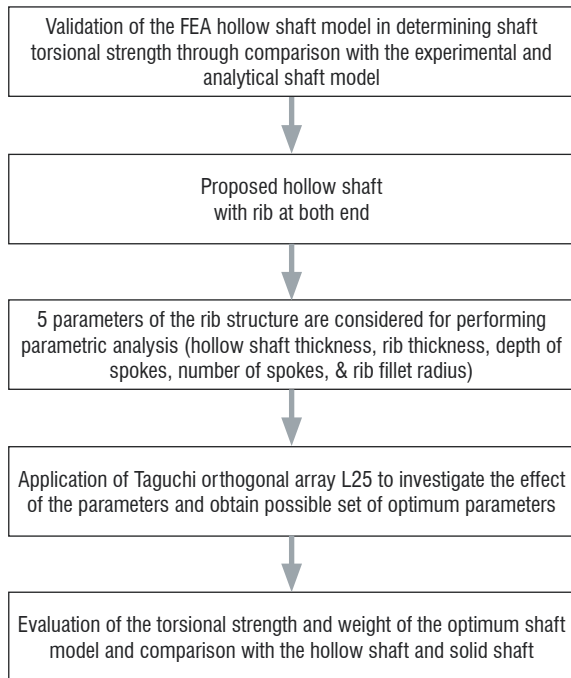 Validation of the FEA hollow shaft model in determining shaft
torsional strength through comparison with the experimental and
analytical shaft model
Proposed hollow shaft
with rib at both end
5 parameters of the rib structure are considered for performing
parametric analysis (hollow shaft thickness, rib thickness, depth of
spokes, number of spokes, & rib fillet radius)
Application of Taguchi orthogonal array L25 to investigate the effect
of the parameters and obtain possible set of optimum parameters
Evaluation of the torsional strength and weight of the optimum shaft
model and comparison with the hollow shaft and solid shaft